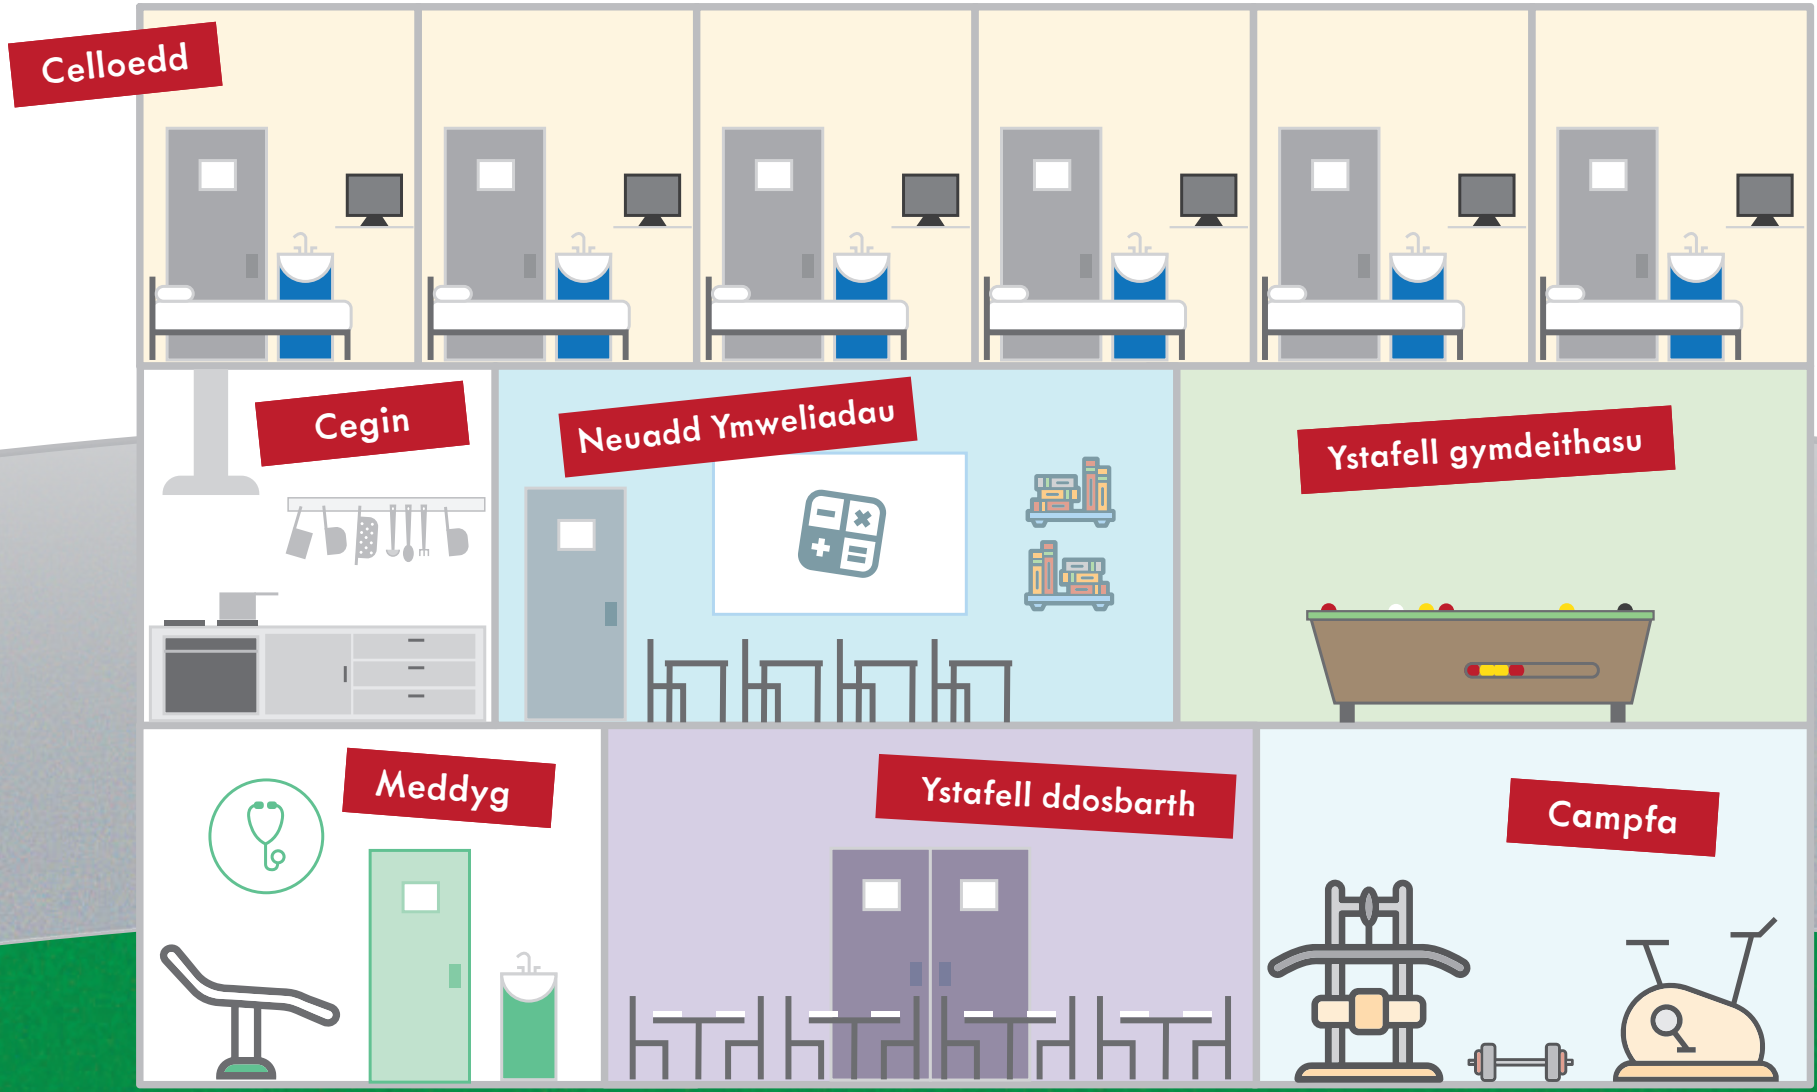 Celloedd
Cegin
Neuadd Ymweliadau
Ystafell gymdeithasu
Meddyg
Ystafell ddosbarth
Campfa